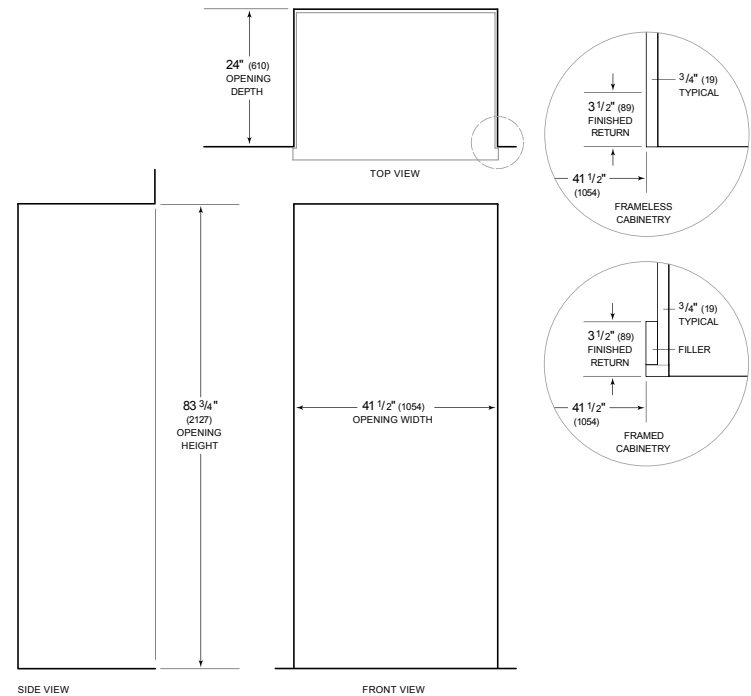 24" (610)
OPENING
DEPTH
TOP VIEW
3/4" (19)
TYPICAL
3 1/2" (89)
FINISHED
RETURN
41 1/2"
(1054)
FRAMELESS
CABINETRY
3/4" (19)
TYPICAL
3 1/2" (89)
FINISHED
RETURN
FILLER
41 1/2"
(1054)
FRAMED
CABINETRY
83 3/4"
(2127)
OPENING
HEIGHT
41 1/2" (1054)
OPENING WIDTH
SIDE VIEW
FRONT VIEW